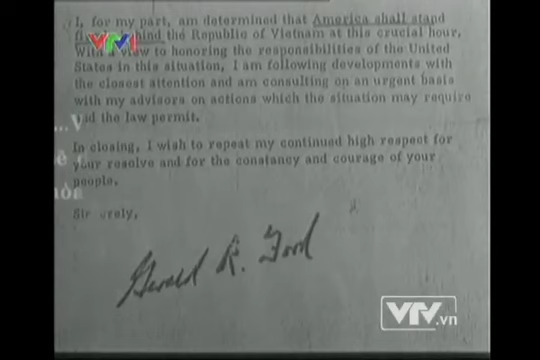 I, for my part, am determined that America shall stand
the Republic of Vietnam at this crucial hour.
With a view to honoring the responsibilities of the United
States in this situation, I am following developments with
the closest attention and am consulting on an urgent basis
with my advisors on actions which the situation may require
and the law permit.
In closing, I wish to repeat my continued high respect for
your resolve and for the constancy and courage of your
people.
Sincerely,
Gerald R. Ford
VTV1
VTV.vn